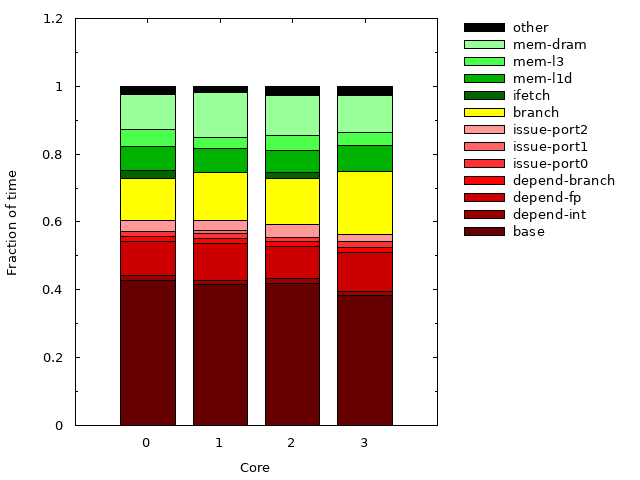 1.2
1
0.8
0.6
0.4
0.2
0
Fraction of time
0 1 2 3
Core
other
mem-dram
mem-l3
mem-l1d
ifetch
branch
issue-port2
issue-port1
issue-port0
depend-branch
depend-fp
depend-int
base